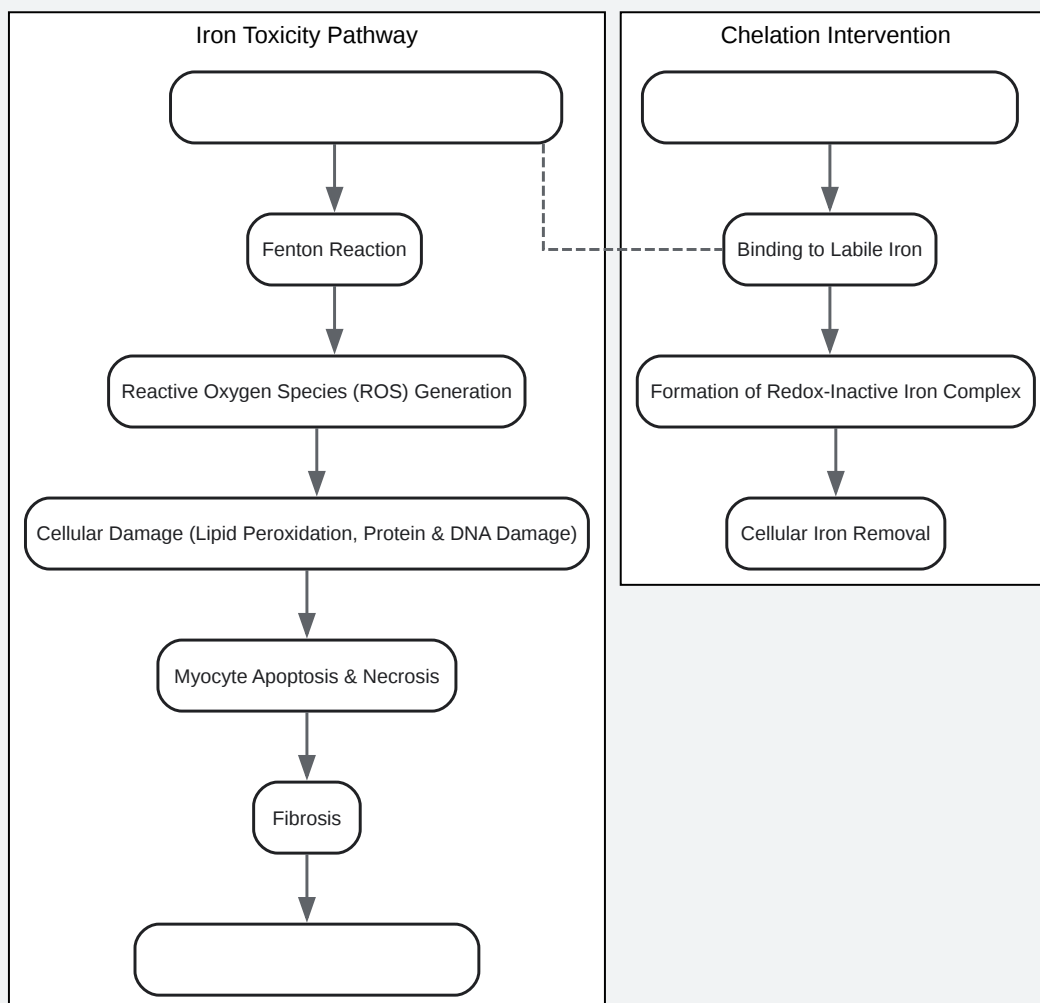 Iron Toxicity Pathway
Fenton Reaction
Reactive Oxygen Species (ROS) Generation
Cellular Damage (Lipid Peroxidation, Protein & DNA Damage)
Myocyte Apoptosis & Necrosis
Fibrosis
Chelation Intervention
Binding to Labile Iron
Formation of Redox-Inactive Iron Complex
Cellular Iron Removal